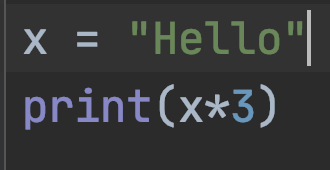 x = "Hello"
print(x*3)